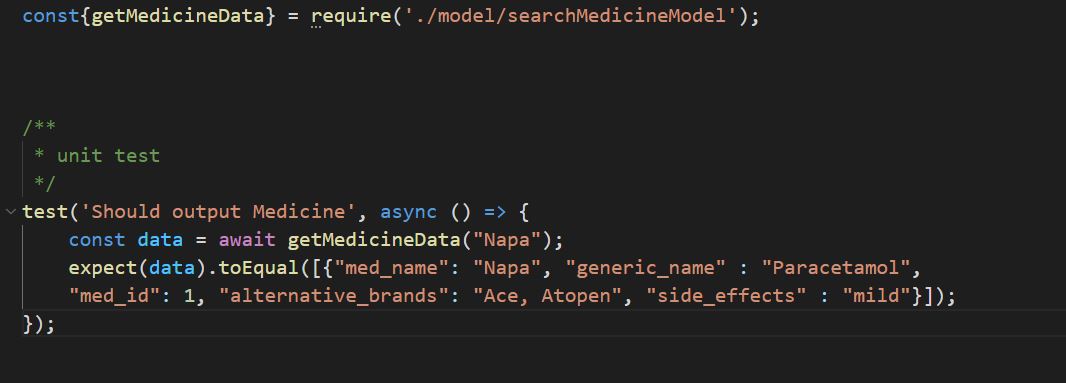 const{getMedicineData} = require('./model/searchMedicineModel');
/**
 * unit test
 */
test('Should output Medicine', async () => {
    const data = await getMedicineData("Napa");
    expect(data).toEqual([{"med_name": "Napa", "generic_name" : "Paracetamol",
    "med_id": 1, "alternative_brands": "Ace, Atopen", "side_effects" : "mild"}]);
});